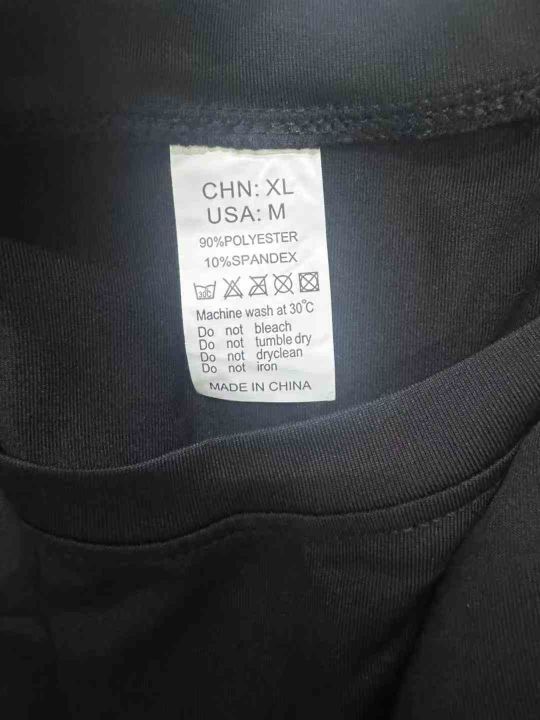 CHN: XL
USA: M
90%POLYESTER
10%SPANDEX
30C
Machine wash at 30°C
Do not bleach
Do not tumble dry
Do not dryclean
Do not iron
MADE IN CHINA